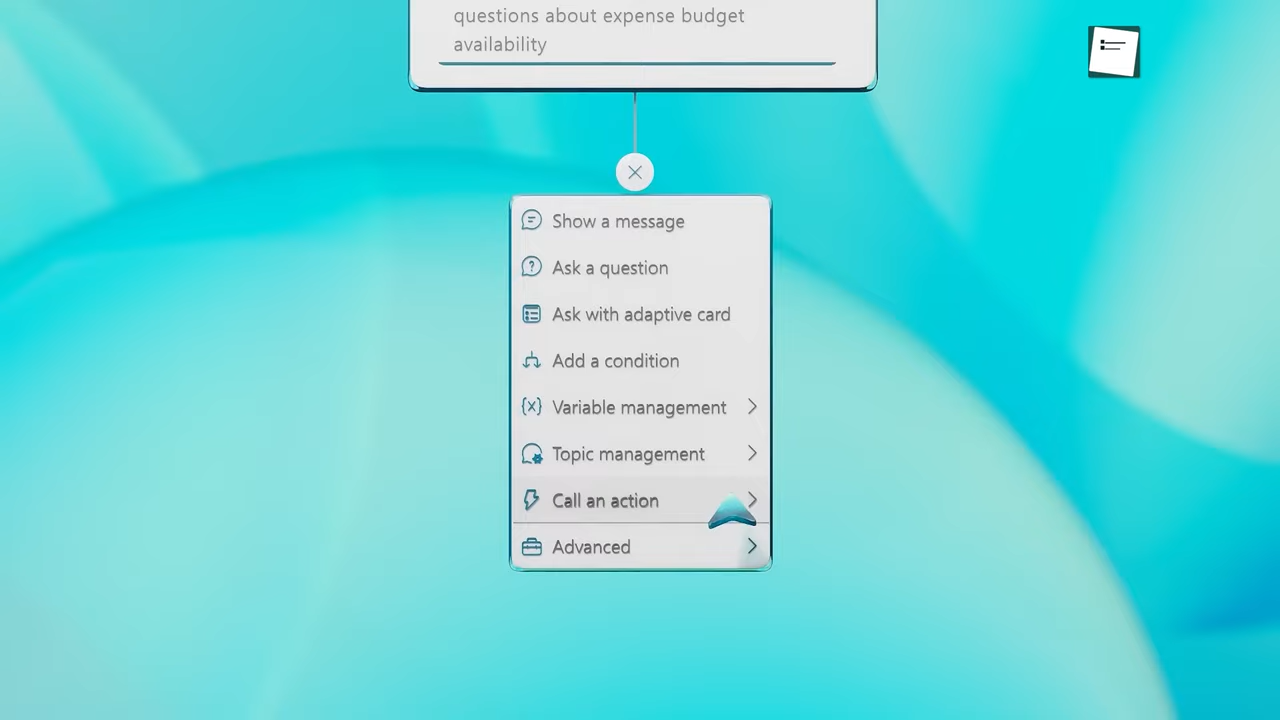 questions about expense budget
availability
Show a message
Ask a question
Ask with adaptive card
Add a condition
Variable management
Topic management
Call an action
Advanced